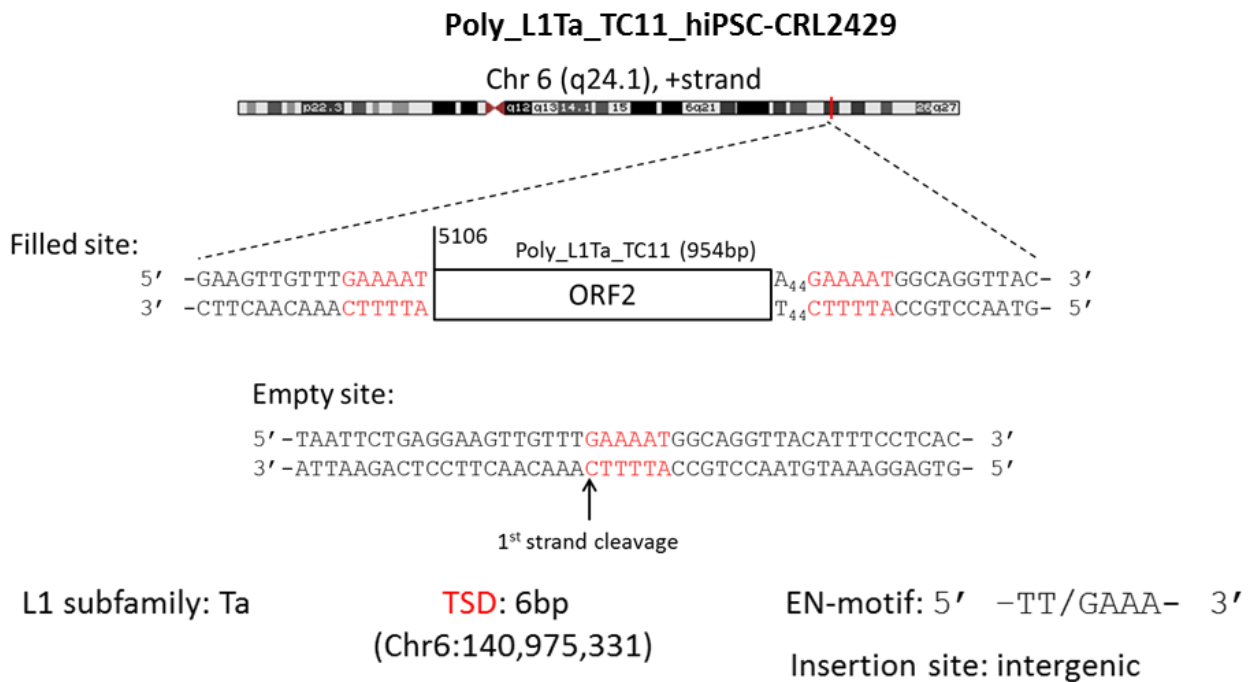 Poly_L1Ta_TC11_hiPSC-CRL2429
Chr 6 (q24.1), +strand
p22.3 q12 q13 14.1 15 6q21 26 q27
Filled site:
5106
Poly_L1Ta_TC11 (954bp)
5′ -GAAGTTGTTTGAAAAT A44GAAAATGGCAGGTTAC- 3′
ORF2
3′ -CTTCAACAAACTTTTA T44CTTTTACCGTCCAATG- 5′
Empty site:
5′-TAATTCTGAGGAAGTTGTTTGAAAATGGCAGGTTACATTTCCTCAC- 3′
3′-ATTAAGACTCCTTCAACAAACTTTTACCGTCCAATGTAAAGGAGTG- 5′
1st strand cleavage
L1 subfamily: Ta TSD: 6bp EN-motif: 5′ -TT/GAAA- 3′
(Chr6:140,975,331)
Insertion site: intergenic